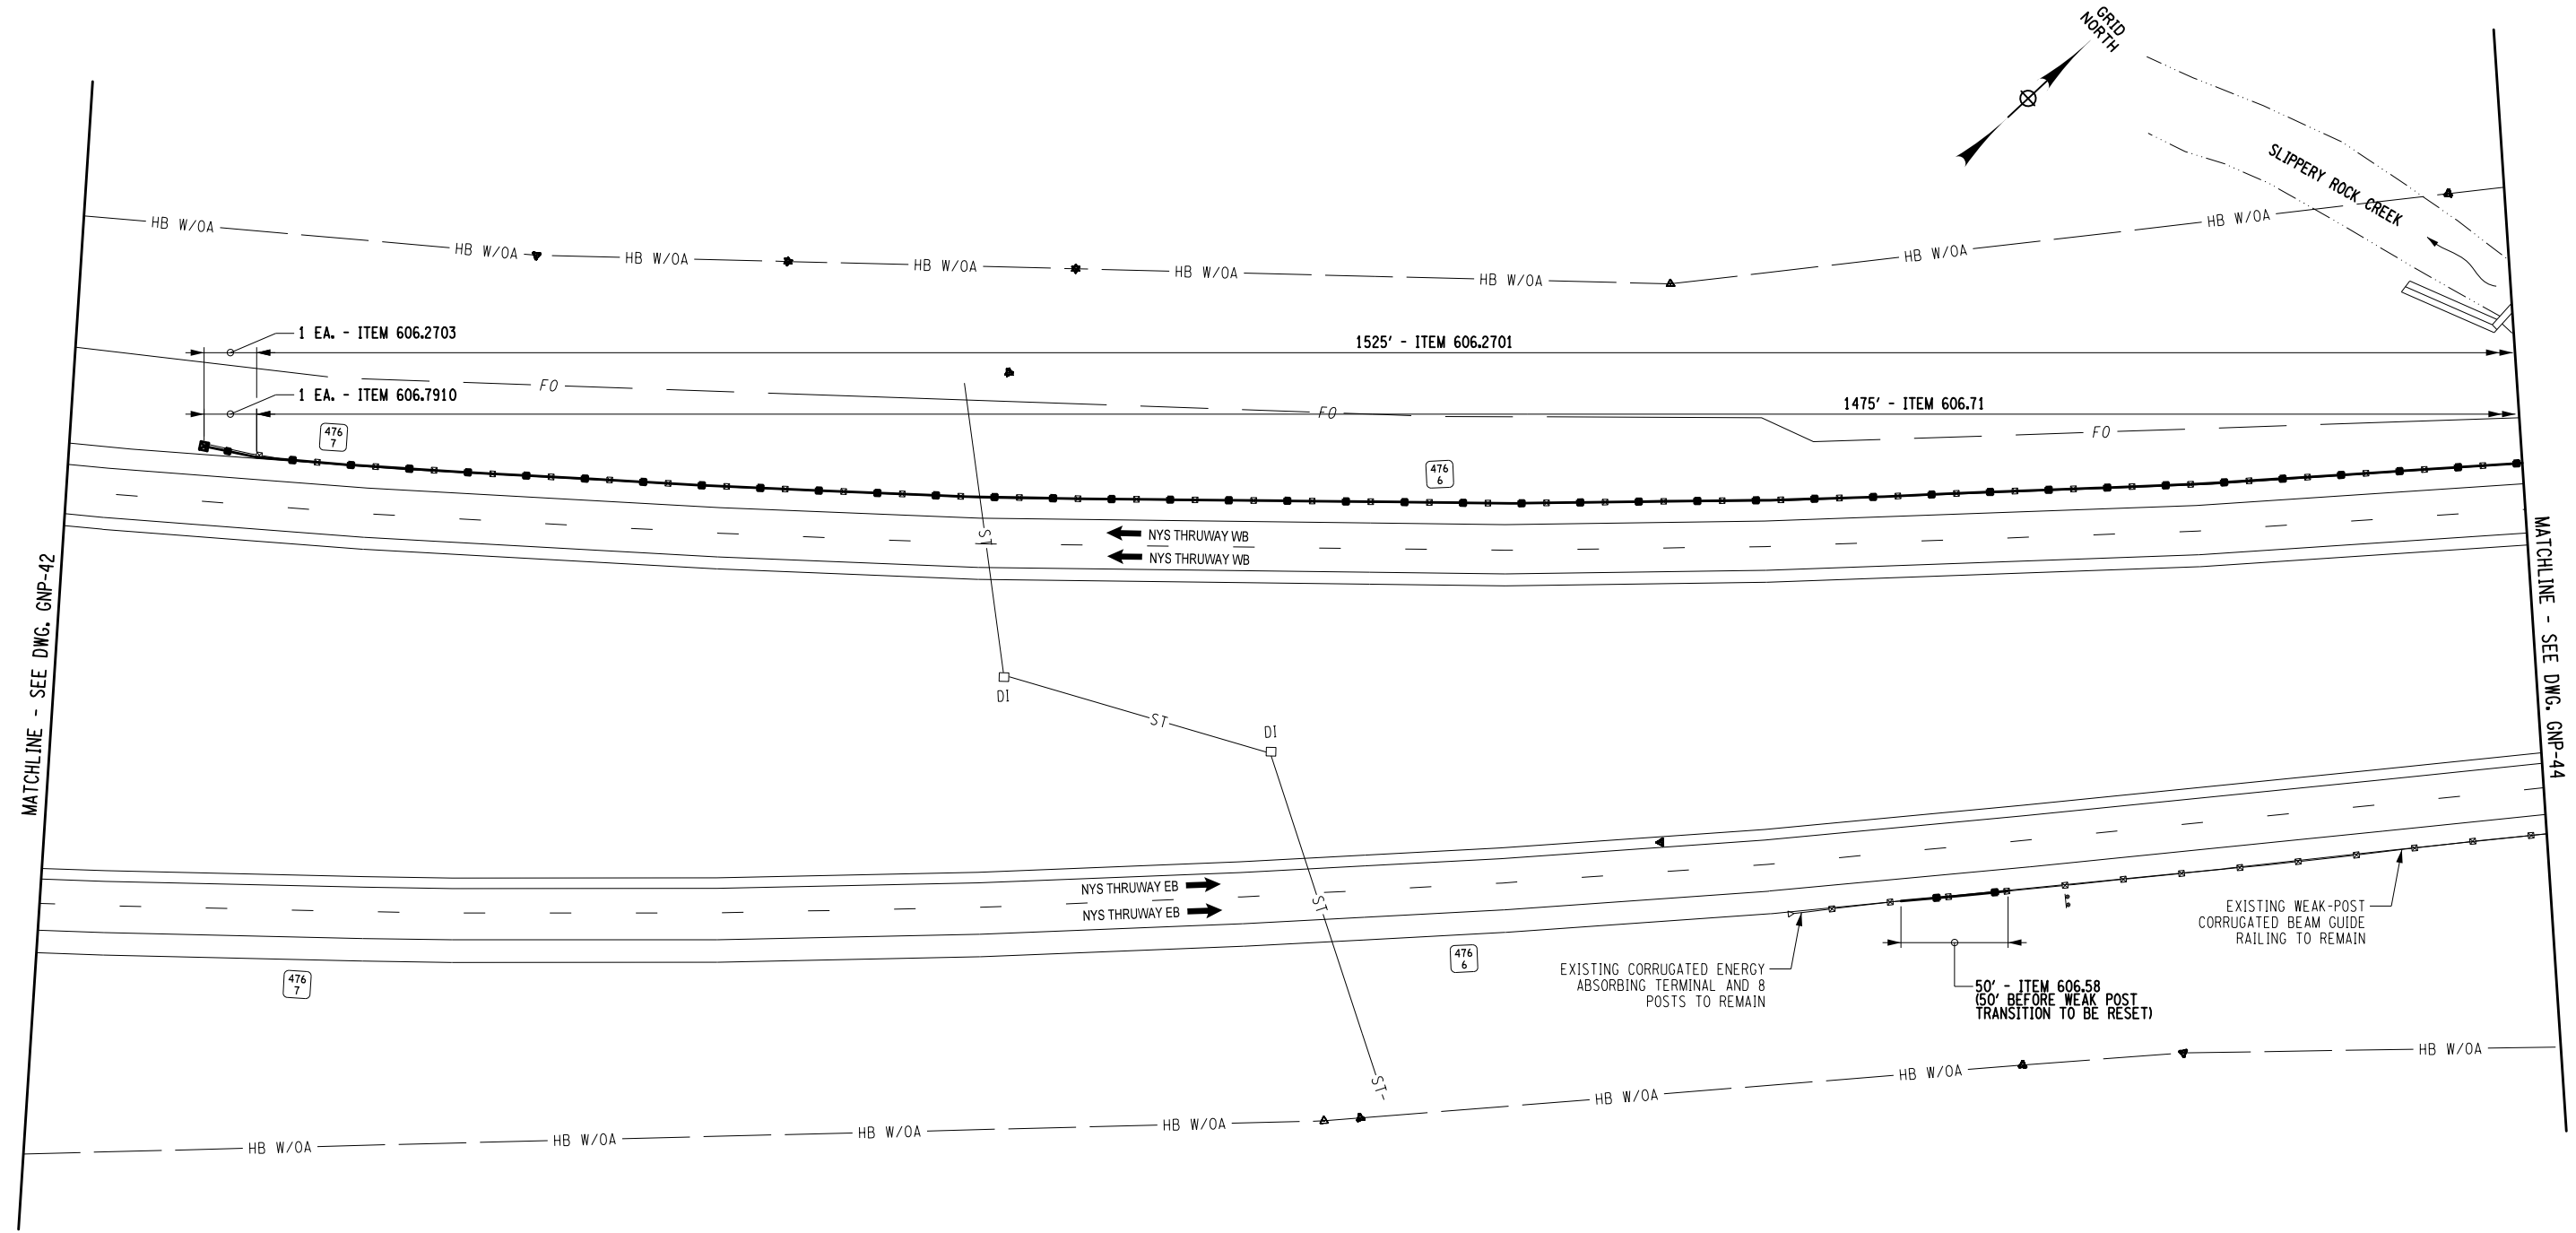 GRID
NORTH
SLIPPERY ROCK CREEK
HB W/OA
HB W/OA
HB W/OA
HB W/OA
HB W/OA
HB W/OA
HB W/OA
HB W/OA
1 EA. - ITEM 606.2703
1525' - ITEM 606.2701
FO
1 EA. - ITEM 606.7910
1475' - ITEM 606.71
FO
FO
476
7
476
6
ST
NYS THRUWAY WB
NYS THRUWAY WB
MATCHLINE - SEE DWG. GNP-42
MATCHLINE - SEE DWG. GNP-44
DI
ST
DI
NYS THRUWAY EB
NYS THRUWAY EB
ST
476
7
476
6
EXISTING CORRUGATED ENERGY
ABSORBING TERMINAL AND 8
POSTS TO REMAIN
50' - ITEM 606.58
(50' BEFORE WEAK POST
TRANSITION TO BE RESET)
EXISTING WEAK-POST
CORRUGATED BEAM GUIDE
RAILING TO REMAIN
ST
HB W/OA
HB W/OA
HB W/OA
HB W/OA
HB W/OA
HB W/OA
HB W/OA